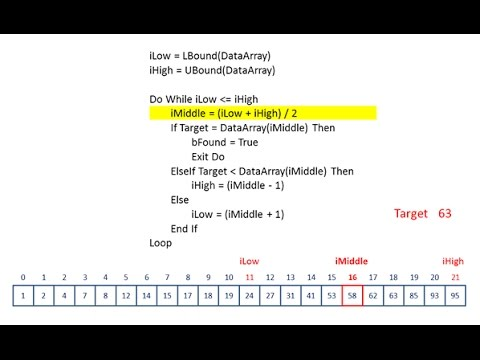 iLow = LBound(DataArray)
iHigh = UBound(DataArray)
Do While iLow <= iHigh
iMiddle = (iLow + iHigh) / 2
If Target = DataArray(iMiddle) Then
bFound = True
Exit Do
ElseIf Target < DataArray(iMiddle) Then
iHigh = (iMiddle - 1)
Else
iLow = (iMiddle + 1)
End If
Loop
Target 63
iLow iMiddle iHigh
0 1 2 3 4 5 6 7 8 9 10 11 12 13 14 15 16 17 18 19 20 21
1 2 4 7 8 12 14 15 17 19 20 24 27 31 41 53 58 62 63 85 93 95